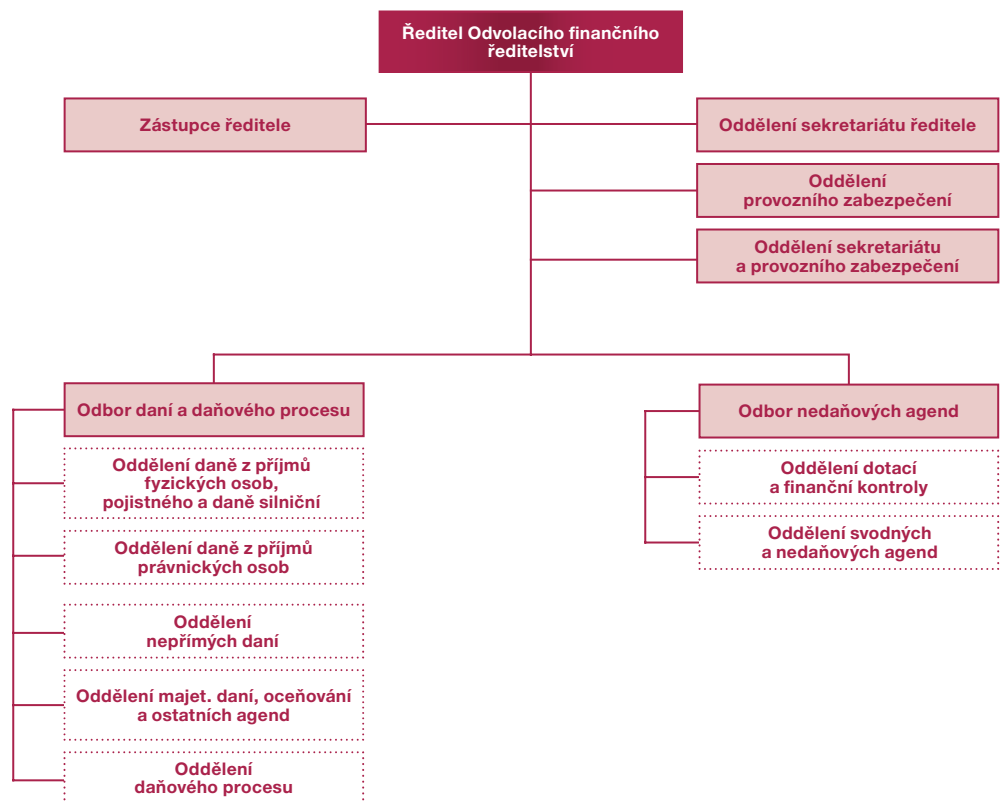 Ředitel Odvolacího finančního
ředitelství
Zástupce ředitele
Oddělení sekretariátu ředitele
Oddělení
provozního zabezpečení
Oddělení sekretariátu
a provozního zabezpečení
Odbor daní a daňového procesu
Oddělení daně z příjmů
fyzických osob,
pojistného a daně silniční
Oddělení daně z příjmů
právnických osob
Oddělení
nepřímých daní
Oddělení majet. daní, oceňování
a ostatních agend
Oddělení
daňového procesu
Odbor nedaňových agend
Oddělení dotací
a finanční kontroly
Oddělení svodných
a nedaňových agend